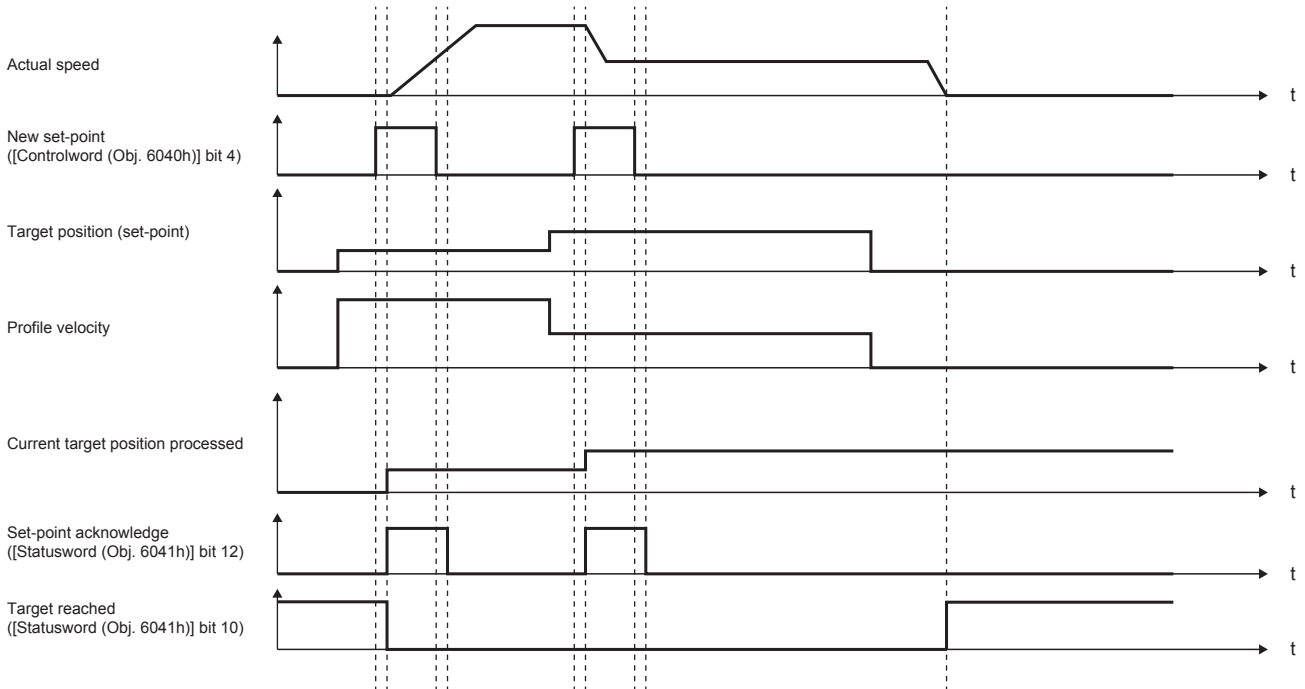 Actual speed
t
New set-point
([Controlword (Obj. 6040h)] bit 4)
t
Target position (set-point)
t
Profile velocity
t
Current target position processed
t
Set-point acknowledge
([Statusword (Obj. 6041h)] bit 12)
t
Target reached
([Statusword (Obj. 6041h)] bit 10)
t